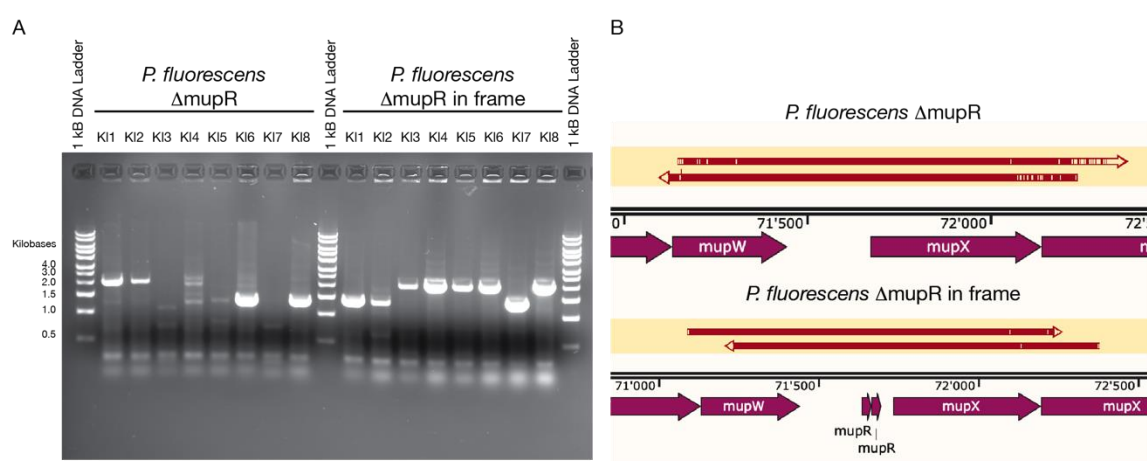 A
1 kB DNA Ladder
P. fluorescens
ΔmupR
1 kB DNA Ladder
P. fluorescens
ΔmupR in frame
1 kB DNA Ladder
Kl1 Kl2 Kl3 Kl4 Kl5 Kl6 Kl7 Kl8
Kl1 Kl2 Kl3 Kl4 Kl5 Kl6 Kl7 Kl8
Kilobases
4.0
3.0
2.0
1.5
1.0
0.5
B
P. fluorescens ΔmupR
0 71'500 72'000 72'
mupW mupX
P. fluorescens ΔmupR in frame
71'000 71'500 72'000 72'500
mupW mupX mupX
mupR
mupR